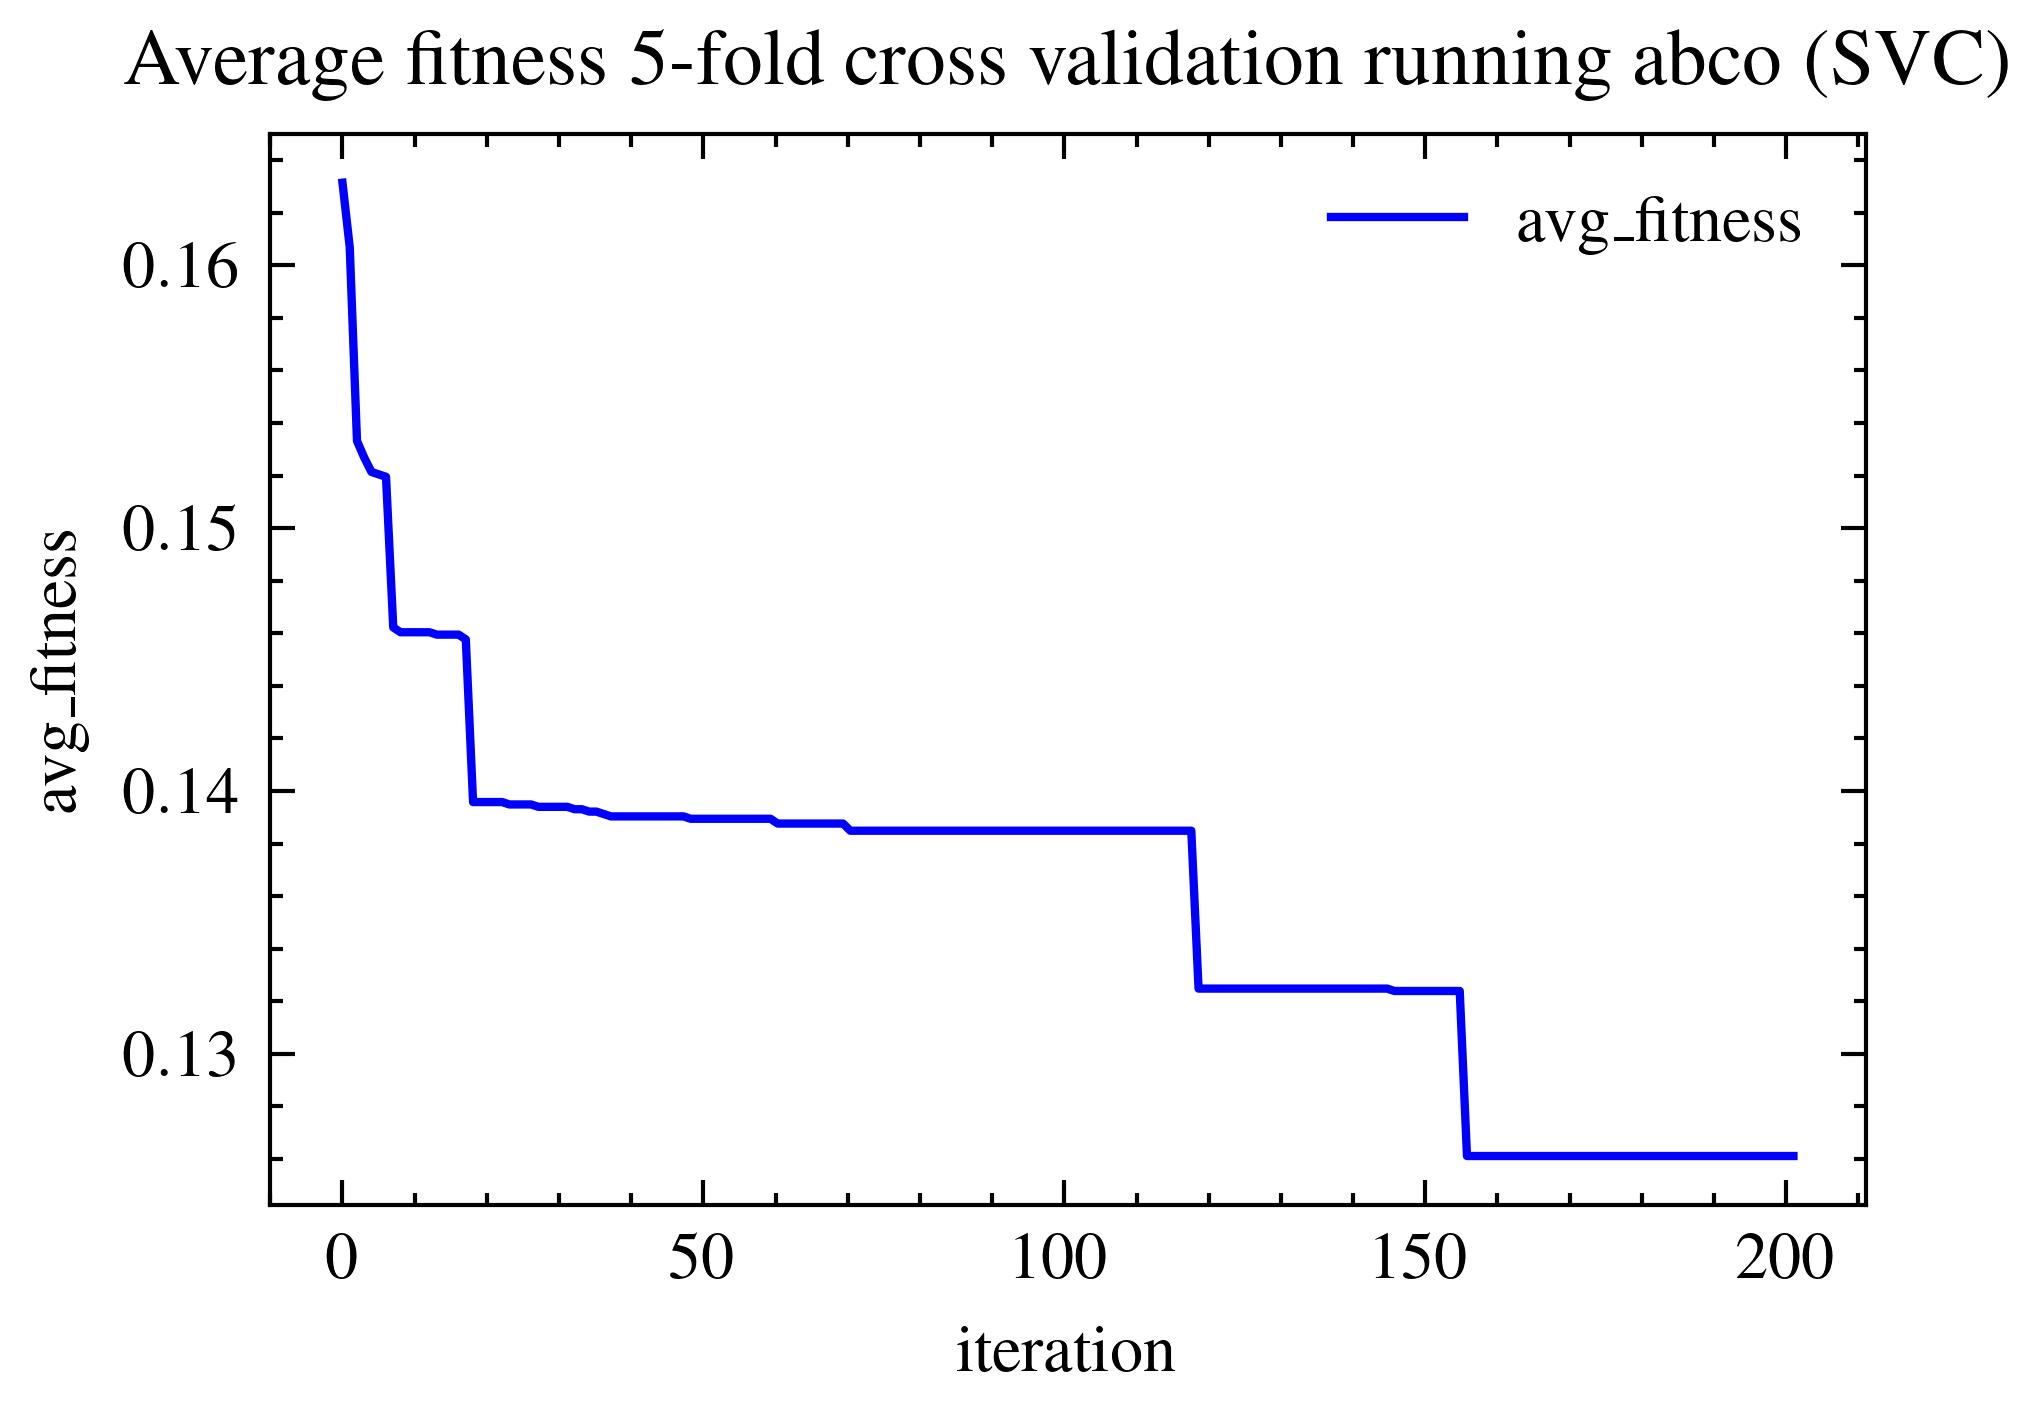 Average fitness 5-fold cross validation running abco (SVC)
avg_fitness
0.16
0.15
0.14
0.13
avg_fitness
0 50 100 150 200
iteration